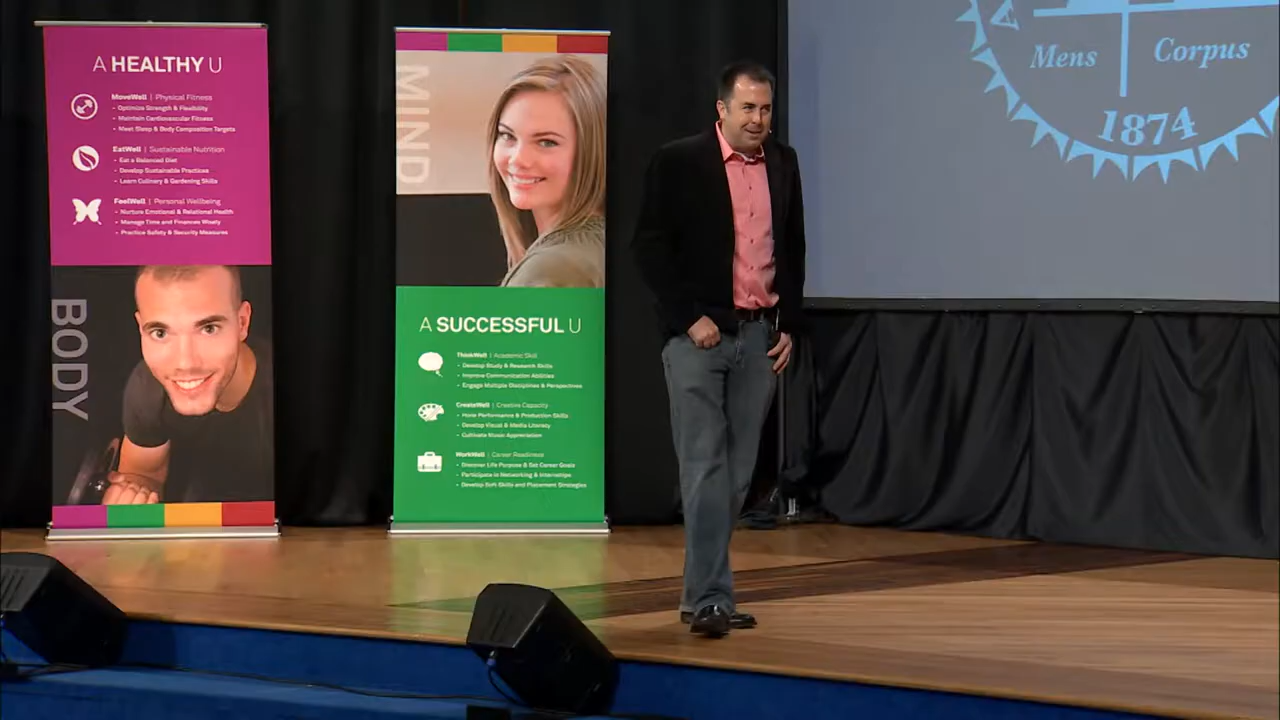 A HEALTHY U
MoveWell | Physical Fitness
- Optimize Strength & Flexibility
- Maintain Cardiovascular Fitness
- Meet Sleep & Body Composition Targets
EatWell | Sustainable Nutrition
- Eat a Balanced Diet
- Develop Sustainable Practices
- Learn Culinary & Gardening Skills
FeelWell | Personal Wellbeing
- Nurture Emotional & Relational Health
- Manage Time and Finances Wisely
- Practice Safety & Security Measures
BODY
MIND
A SUCCESSFUL U
ThinkWell | Academic Skill
- Develop Study & Research Skills
- Improve Communication Abilities
- Engage Multiple Disciplines & Perspectives
CreateWell | Creative Capacity
- Hone Performance & Production Skills
- Develop Visual & Media Literacy
- Cultivate Music Appreciation
WorkWell | Career Readiness
- Discover Life Purpose & Set Career Goals
- Participate in Networking & Internships
- Develop Soft Skills and Placement Strategies
Mens Corpus
1874